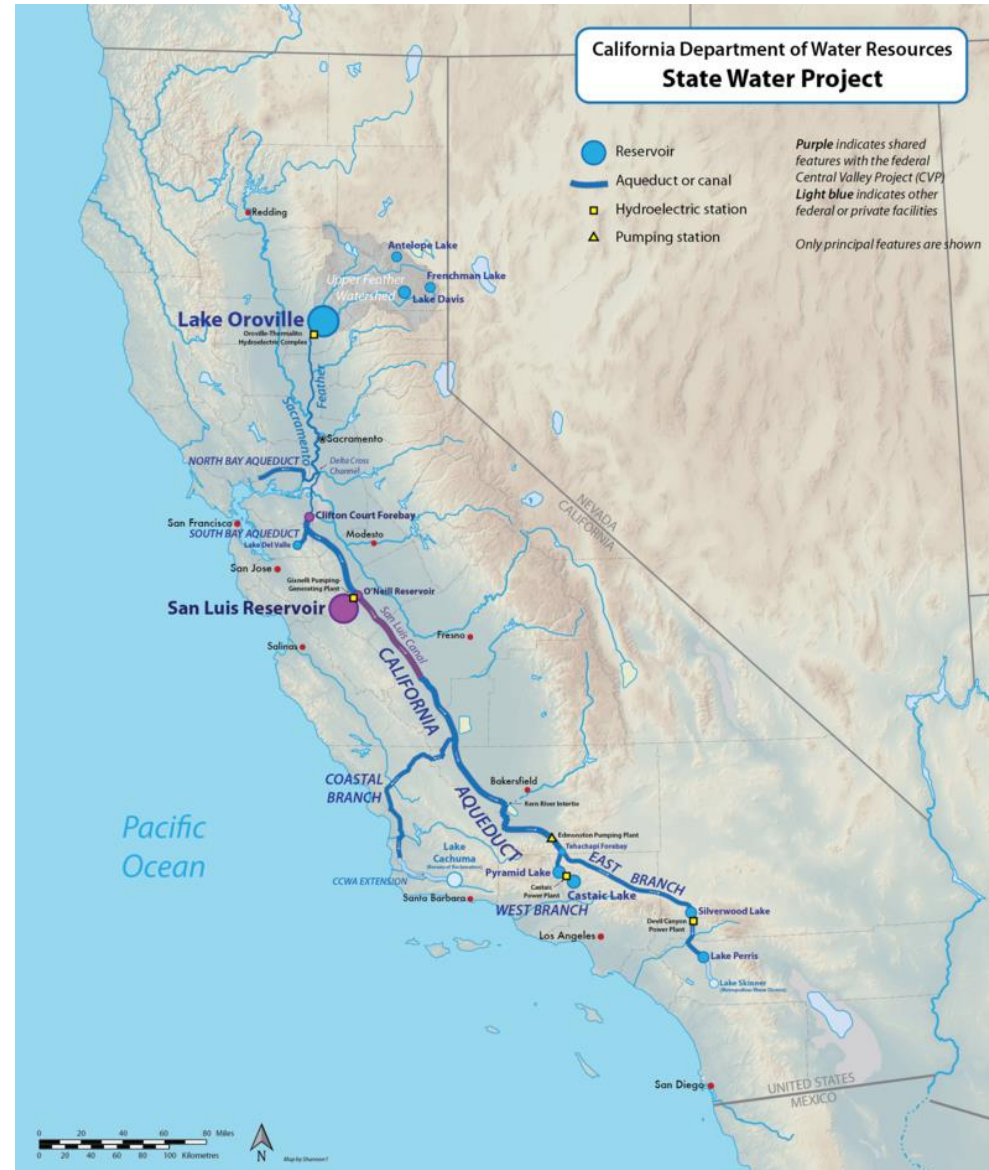 California Department of Water Resources
State Water Project
Reservoir
Aqueduct or canal
Hydroelectric station
Pumping station
Purple indicates shared
features with the federal
Central Valley Project (CVP)
Light blue indicates other
federal or private facilities
Only principal features are shown
Redding
Antelope Lake
Frenchman Lake
Upper Feather
Watershed
Lake Davis
Lake Oroville
Oroville-Thermalito
Hydroelectric Complex
Feather
Sacramento
Sacramento
NORTH BAY AQUEDUCT
Delta Cross
Channel
NEVADA
CALIFORNIA
San Francisco
Clifton Court Forebay
SOUTH BAY AQUEDUCT
Lake Del Valle
Modesto
San Jose
Gianelli Pumping-
Generating Plant
O'Neill Reservoir
San Luis Reservoir
San Luis Canal
Fresno
Salinas
CALIFORNIA
AQUEDUCT
COASTAL
BRANCH
Bakersfield
Kern River Intertie
Pacific
Ocean
Edmonston Pumping Plant
Tehachapi Forebay
EAST BRANCH
Lake
Cachuma
(Bureau of Reclamation)
Pyramid Lake
Castaic
Power Plant
Castaic Lake
CCWA EXTENSION
Santa Barbara
WEST BRANCH
Silverwood Lake
Devil Canyon
Power Plant
Los Angeles
Lake Perris
Lake Skinner
San Diego
UNITED STATES
MEXICO
0 20 40 60 80 Miles
0 20 40 60 80 100 Kilometres
N
Map by Shannon1